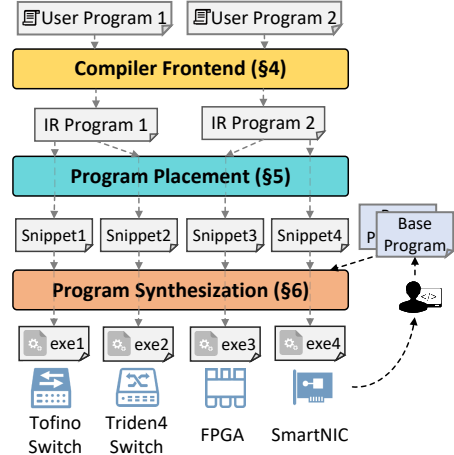 User Program 1
User Program 2
Compiler Frontend (§4)
IR Program 1
IR Program 2
Program Placement (§5)
Snippet1
Snippet2
Snippet3
Snippet4
Base
Program
Program Synthesis (§6)
</>
exe1
exe2
exe3
exe4
Tofino
Switch
Triden4
Switch
FPGA
SmartNIC